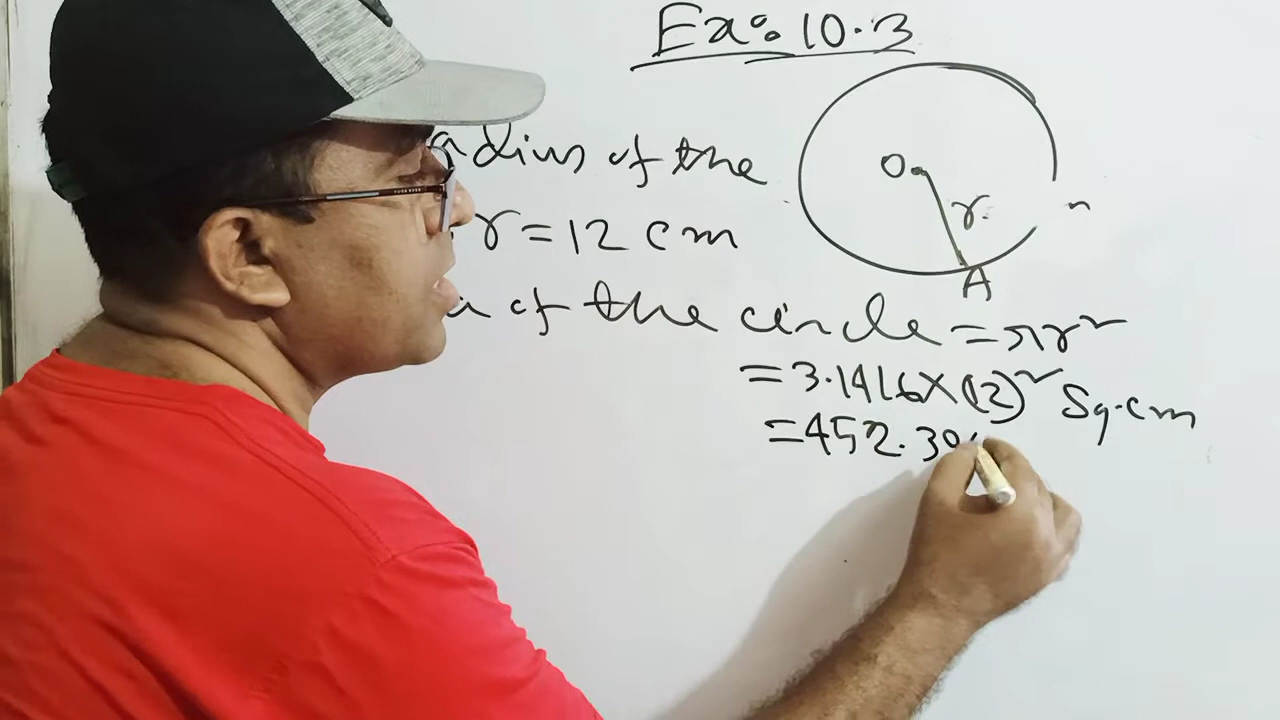 Ex: 10.3
adius of the
r = 12 cm
of the circle = πr²
= 3.1416 × (12)² Sq.cm
= 452.39
O
r
A